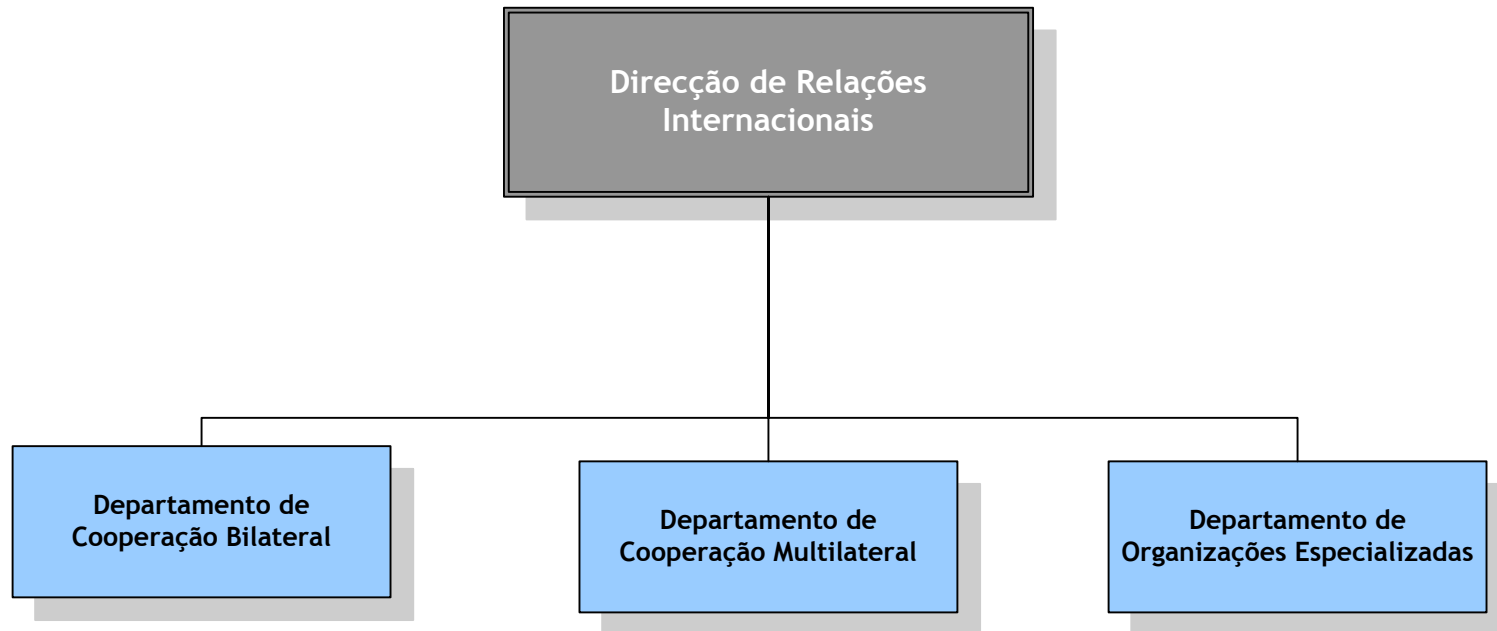 Direcção de Relações
Internacionais
Departamento de
Cooperação Bilateral
Departamento de
Cooperação Multilateral
Departamento de
Organizações Especializadas